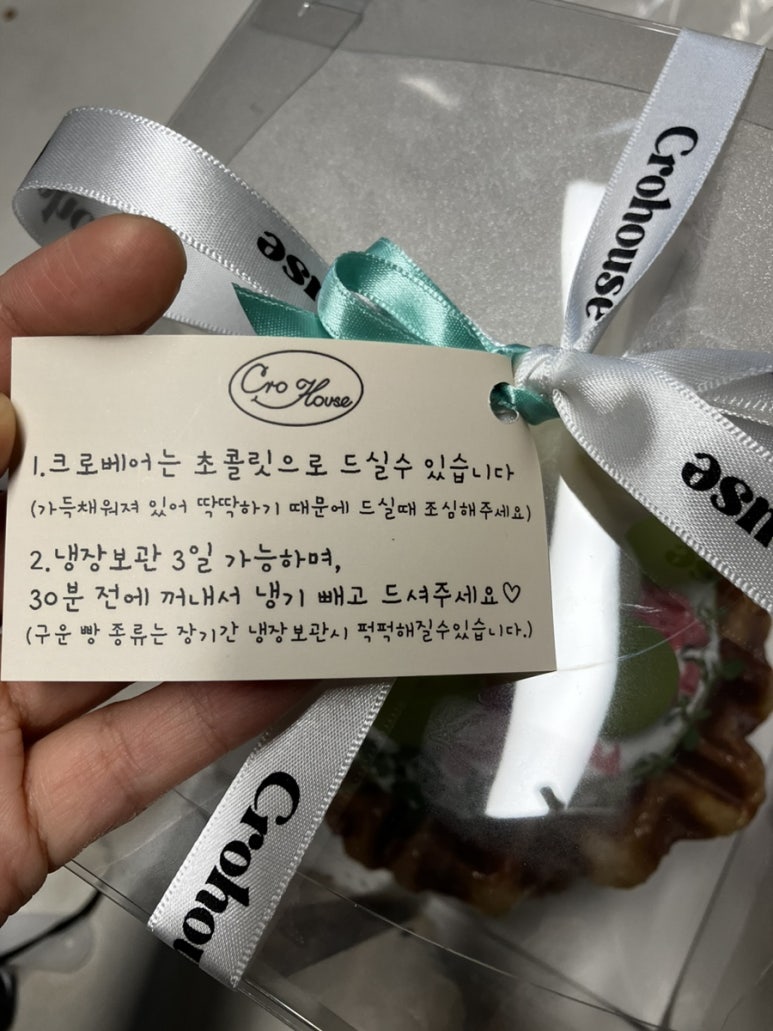 Crohouse
use
Cro House
1.크로베어는 초콜릿으로 드실수 있습니다
(가득채워져 있어 딱딱하기 때문에 드실때 조심해주세요)
2.냉장보관 3일 가능하며,
30분 전에 꺼내서 냉기 빼고 드셔주세요♡
(구운 빵 종류는 장기간 냉장보관시 퍽퍽해질수있습니다.)
use
Crohou